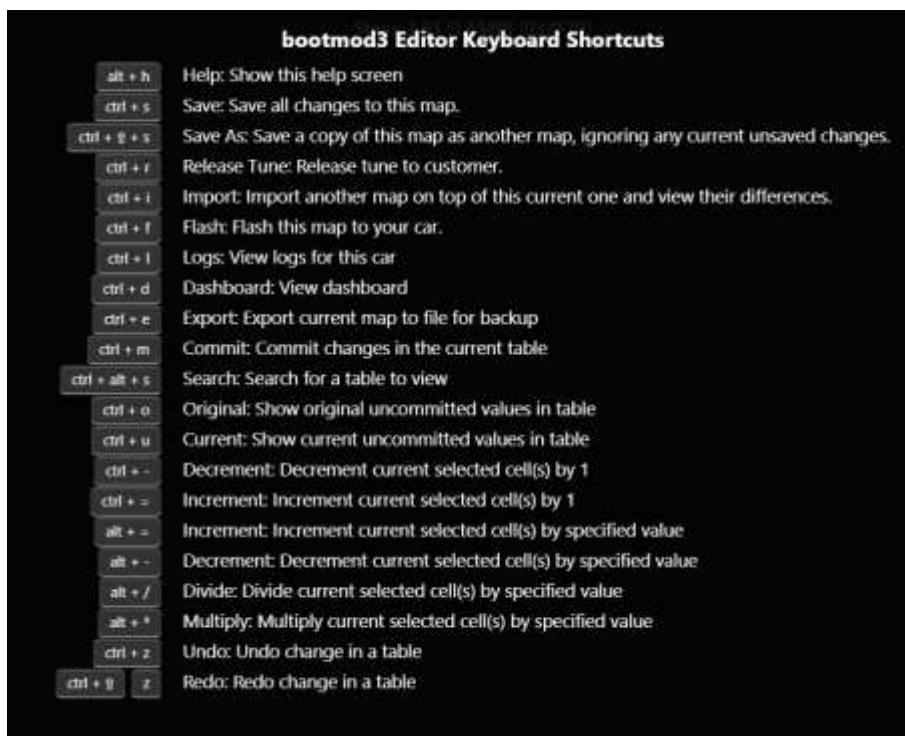 bootmod3 Editor Keyboard Shortcuts
alt + h Help: Show this help screen
ctrl + s Save: Save all changes to this map.
ctrl + ⇧ + s Save As: Save a copy of this map as another map, ignoring any current unsaved changes.
ctrl + r Release Tune: Release tune to customer.
ctrl + i Import: Import another map on top of this current one and view their differences.
ctrl + f Flash: Flash this map to your car.
ctrl + l Logs: View logs for this car
ctrl + d Dashboard: View dashboard
ctrl + e Export: Export current map to file for backup
ctrl + m Commit: Commit changes in the current table
ctrl + alt + s Search: Search for a table to view
ctrl + o Original: Show original uncommitted values in table
ctrl + u Current: Show current uncommitted values in table
ctrl + - Decrement: Decrement current selected cell(s) by 1
ctrl + = Increment: Increment current selected cell(s) by 1
alt + = Increment: Increment current selected cell(s) by specified value
alt + - Decrement: Decrement current selected cell(s) by specified value
alt + / Divide: Divide current selected cell(s) by specified value
alt + * Multiply: Multiply current selected cell(s) by specified value
ctrl + z Undo: Undo change in a table
ctrl + ⇧ z Redo: Redo change in a table